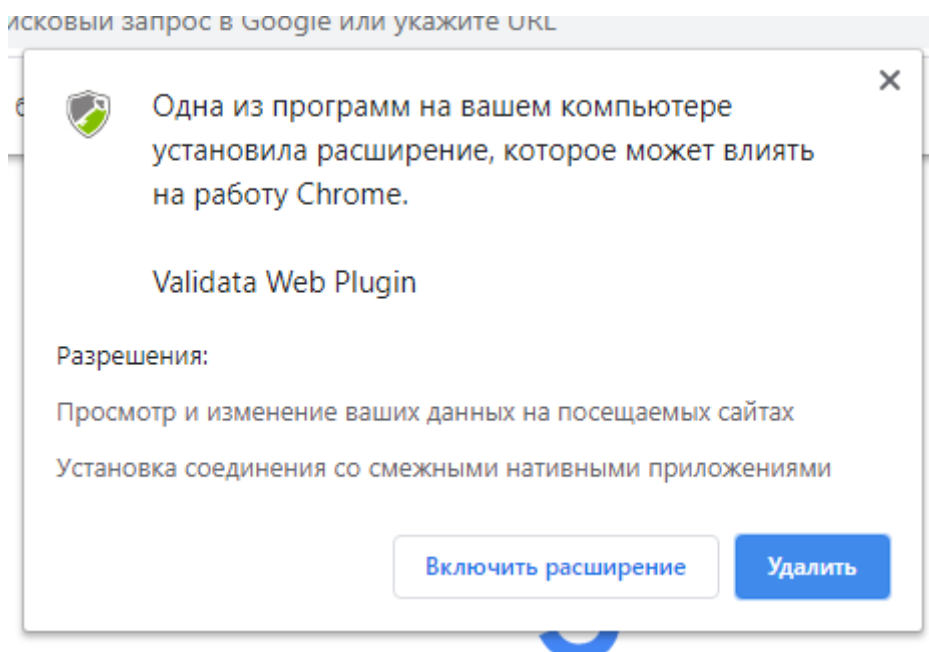 исковый запрос в Google или укажите URL
Одна из программ на вашем компьютере
установила расширение, которое может влиять
на работу Chrome.
Validata Web Plugin
Разрешения:
Просмотр и изменение ваших данных на посещаемых сайтах
Установка соединения со смежными нативными приложениями
Включить расширение
Удалить